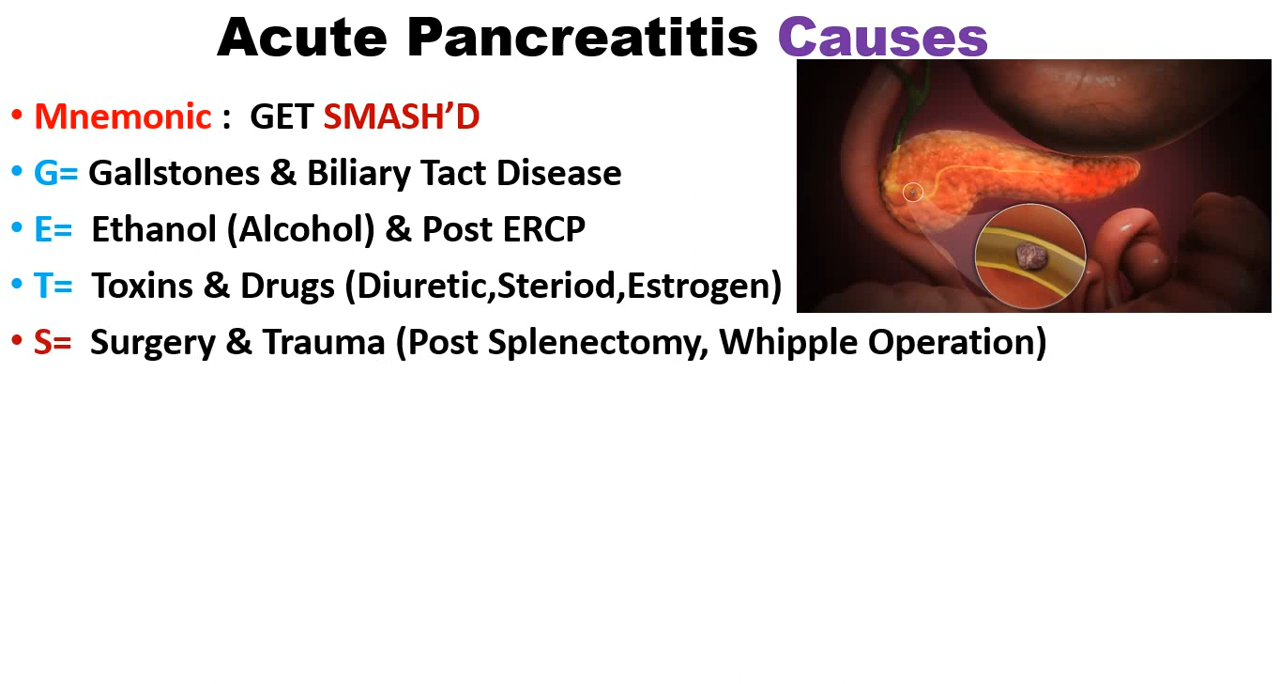 Acute Pancreatitis Causes
• Mnemonic : GET SMASH’D
• G= Gallstones & Biliary Tact Disease
• E= Ethanol (Alcohol) & Post ERCP
• T= Toxins & Drugs (Diuretic,Steriod,Estrogen)
• S= Surgery & Trauma (Post Splenectomy, Whipple Operation)